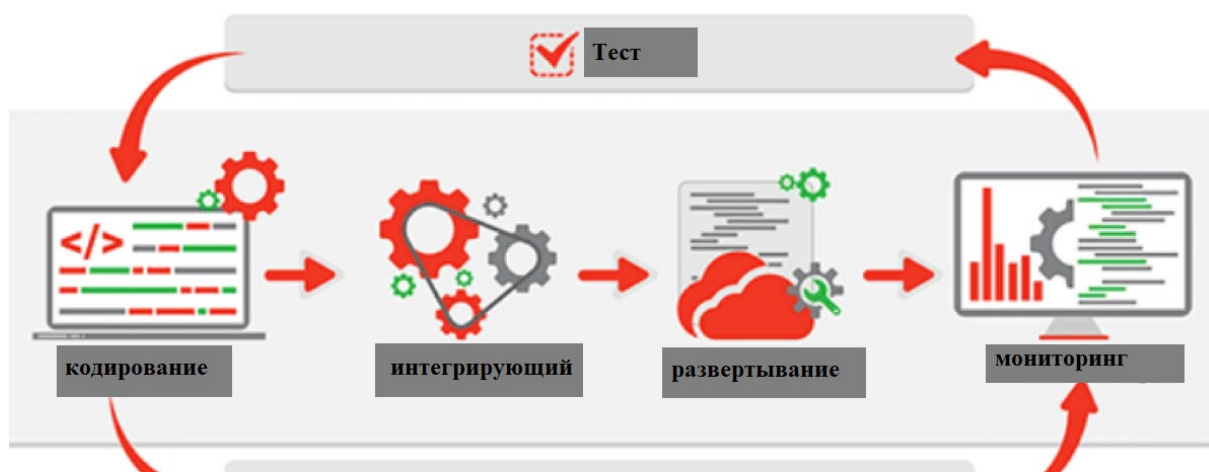 Тест
</>
кодирование
интегрирующий
развертывание
мониторинг